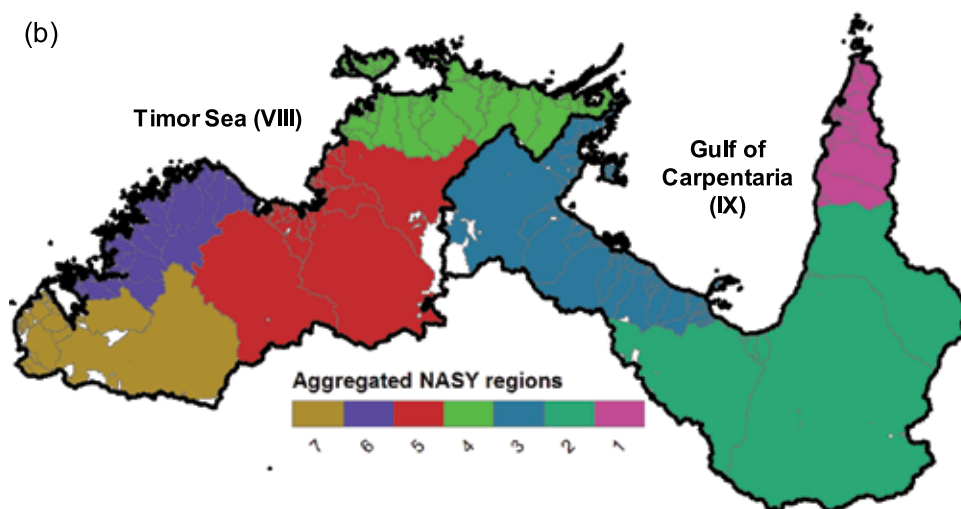 (b)
Timor Sea (VIII)
Gulf of
Carpentaria
(IX)
Aggregated NASY regions
7 6 5 4 3 2 1